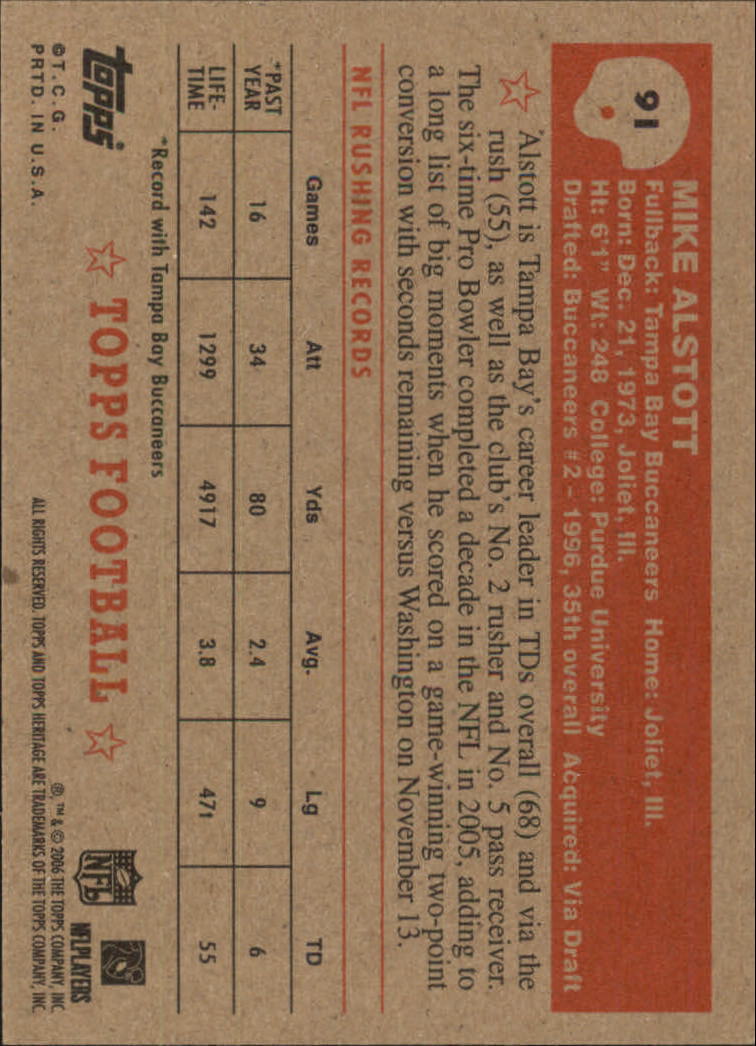 91
MIKE ALSTOTT
Fullback: Tampa Bay Buccaneers Home: Joliet, Ill.
Born: Dec. 21, 1973, Joliet, Ill.
Ht: 6'1" Wt: 248 College: Purdue University
Drafted: Buccaneers #2 - 1996, 35th overall Acquired: Via Draft
Alstott is Tampa Bay's career leader in TDs overall (68) and via the
rush (55), as well as the club's No. 2 rusher and No. 5 pass receiver.
The six-time Pro Bowler completed a decade in the NFL in 2005, adding to
a long list of big moments when he scored on a game-winning two-point
conversion with seconds remaining versus Washington on November 13.
NFL RUSHING RECORDS
Games Att Yds Avg. Lg TD
*PAST YEAR 16 34 80 2.4 9 6
LIFE-TIME 142 1299 4917 3.8 47t 55
*Record with Tampa Bay Buccaneers
topps
TOPPS FOOTBALL
NFL
NFL PLAYERS
©T.C.G.
PRTD. IN U.S.A.
®, ™ & © 2006 THE TOPPS COMPANY, INC.
ALL RIGHTS RESERVED. TOPPS AND TOPPS HERITAGE ARE TRADEMARKS OF THE TOPPS COMPANY, INC.